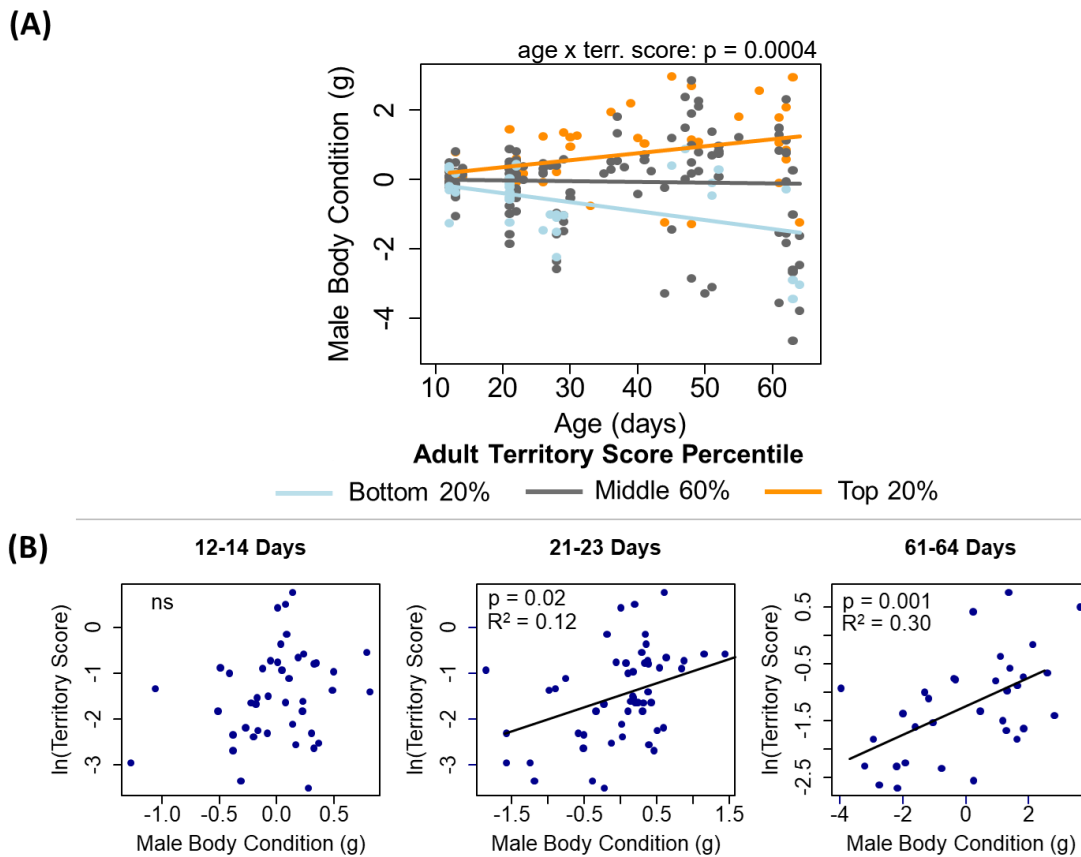 (A)
age x terr. score: p = 0.0004
Male Body Condition (g)
2
0
-2
-4
10 20 30 40 50 60
Age (days)
Adult Territory Score Percentile
Bottom 20% Middle 60% Top 20%
(B)
12-14 Days
ns
ln(Territory Score)
0
-1
-2
-3
-1.0 0.0 0.5
Male Body Condition (g)
21-23 Days
p = 0.02
R² = 0.12
ln(Territory Score)
0
-1
-2
-3
-1.5 -0.5 0.5 1.5
Male Body Condition (g)
61-64 Days
p = 0.001
R² = 0.30
ln(Territory Score)
0.5
-0.5
-1.5
-2.5
-4 -2 0 2
Male Body Condition (g)